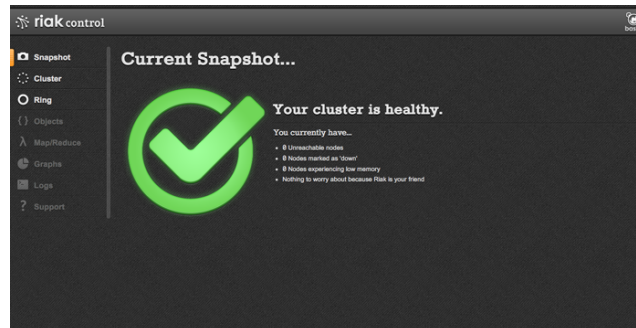 riak control
Snapshot
Cluster
Ring
Objects
Map/Reduce
Graphs
Logs
Support
Current Snapshot...
Your cluster is healthy.
You currently have...
0 Unreachable nodes
0 Nodes marked as 'down'
0 Nodes experiencing low memory
Nothing to worry about because Riak is your friend